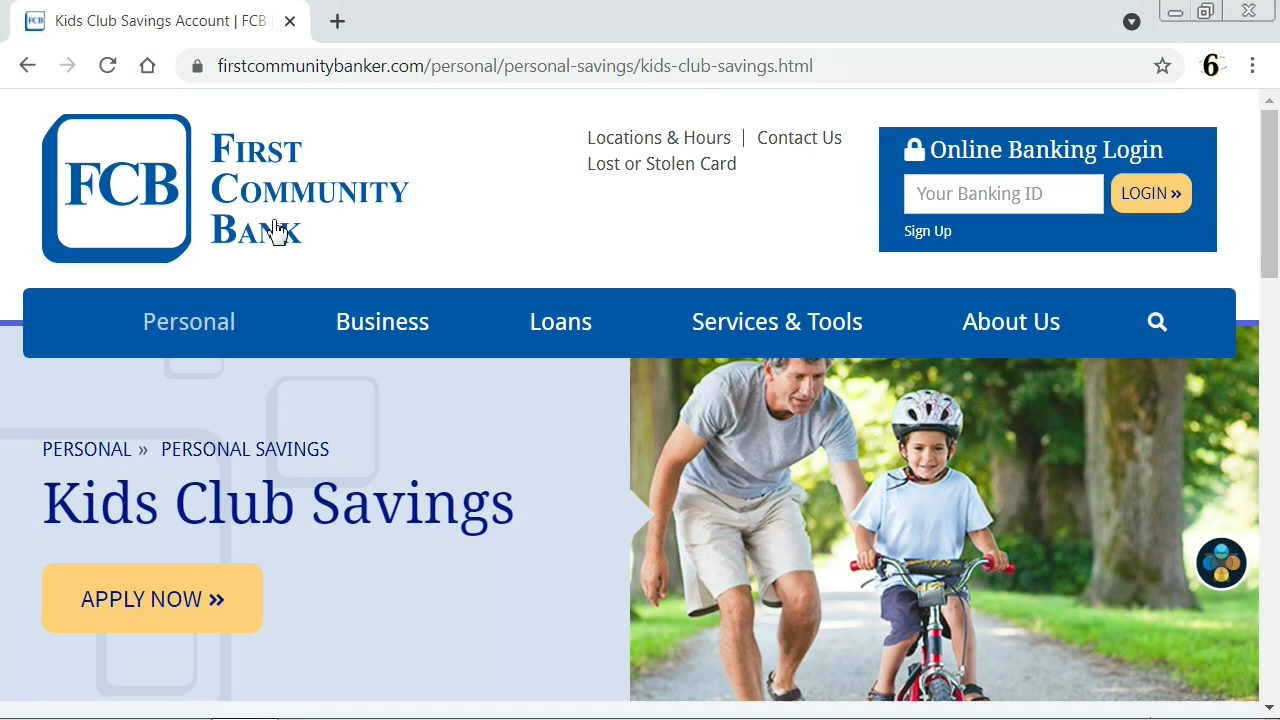 Kids Club Savings Account | FCB
firstcommunitybanker.com/personal/personal-savings/kids-club-savings.html
6
FCB
FIRST
COMMUNITY
BANK
Locations & Hours | Contact Us
Lost or Stolen Card
Online Banking Login
Your Banking ID
LOGIN »
Sign Up
Personal
Business
Loans
Services & Tools
About Us
PERSONAL » PERSONAL SAVINGS
Kids Club Savings
APPLY NOW »